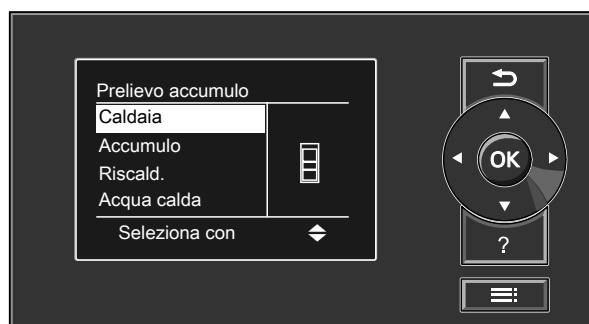 Prelievo accumulo
Caldaia
Accumulo
Riscald.
Acqua calda
Seleziona con
OK
?